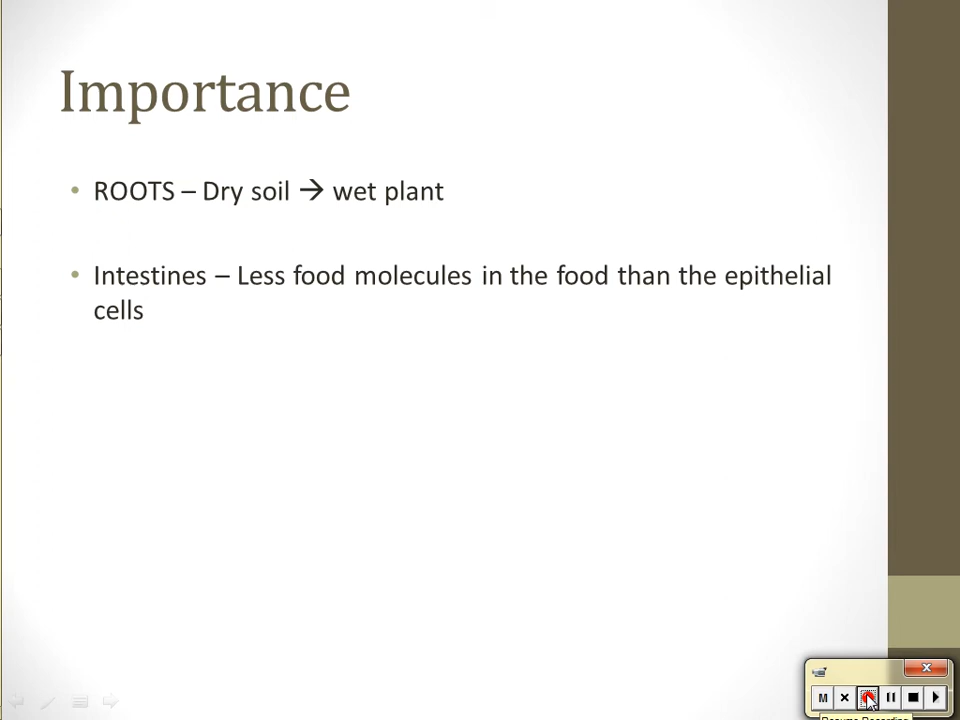 Importance
• ROOTS – Dry soil → wet plant
• Intestines – Less food molecules in the food than the epithelial
cells
M